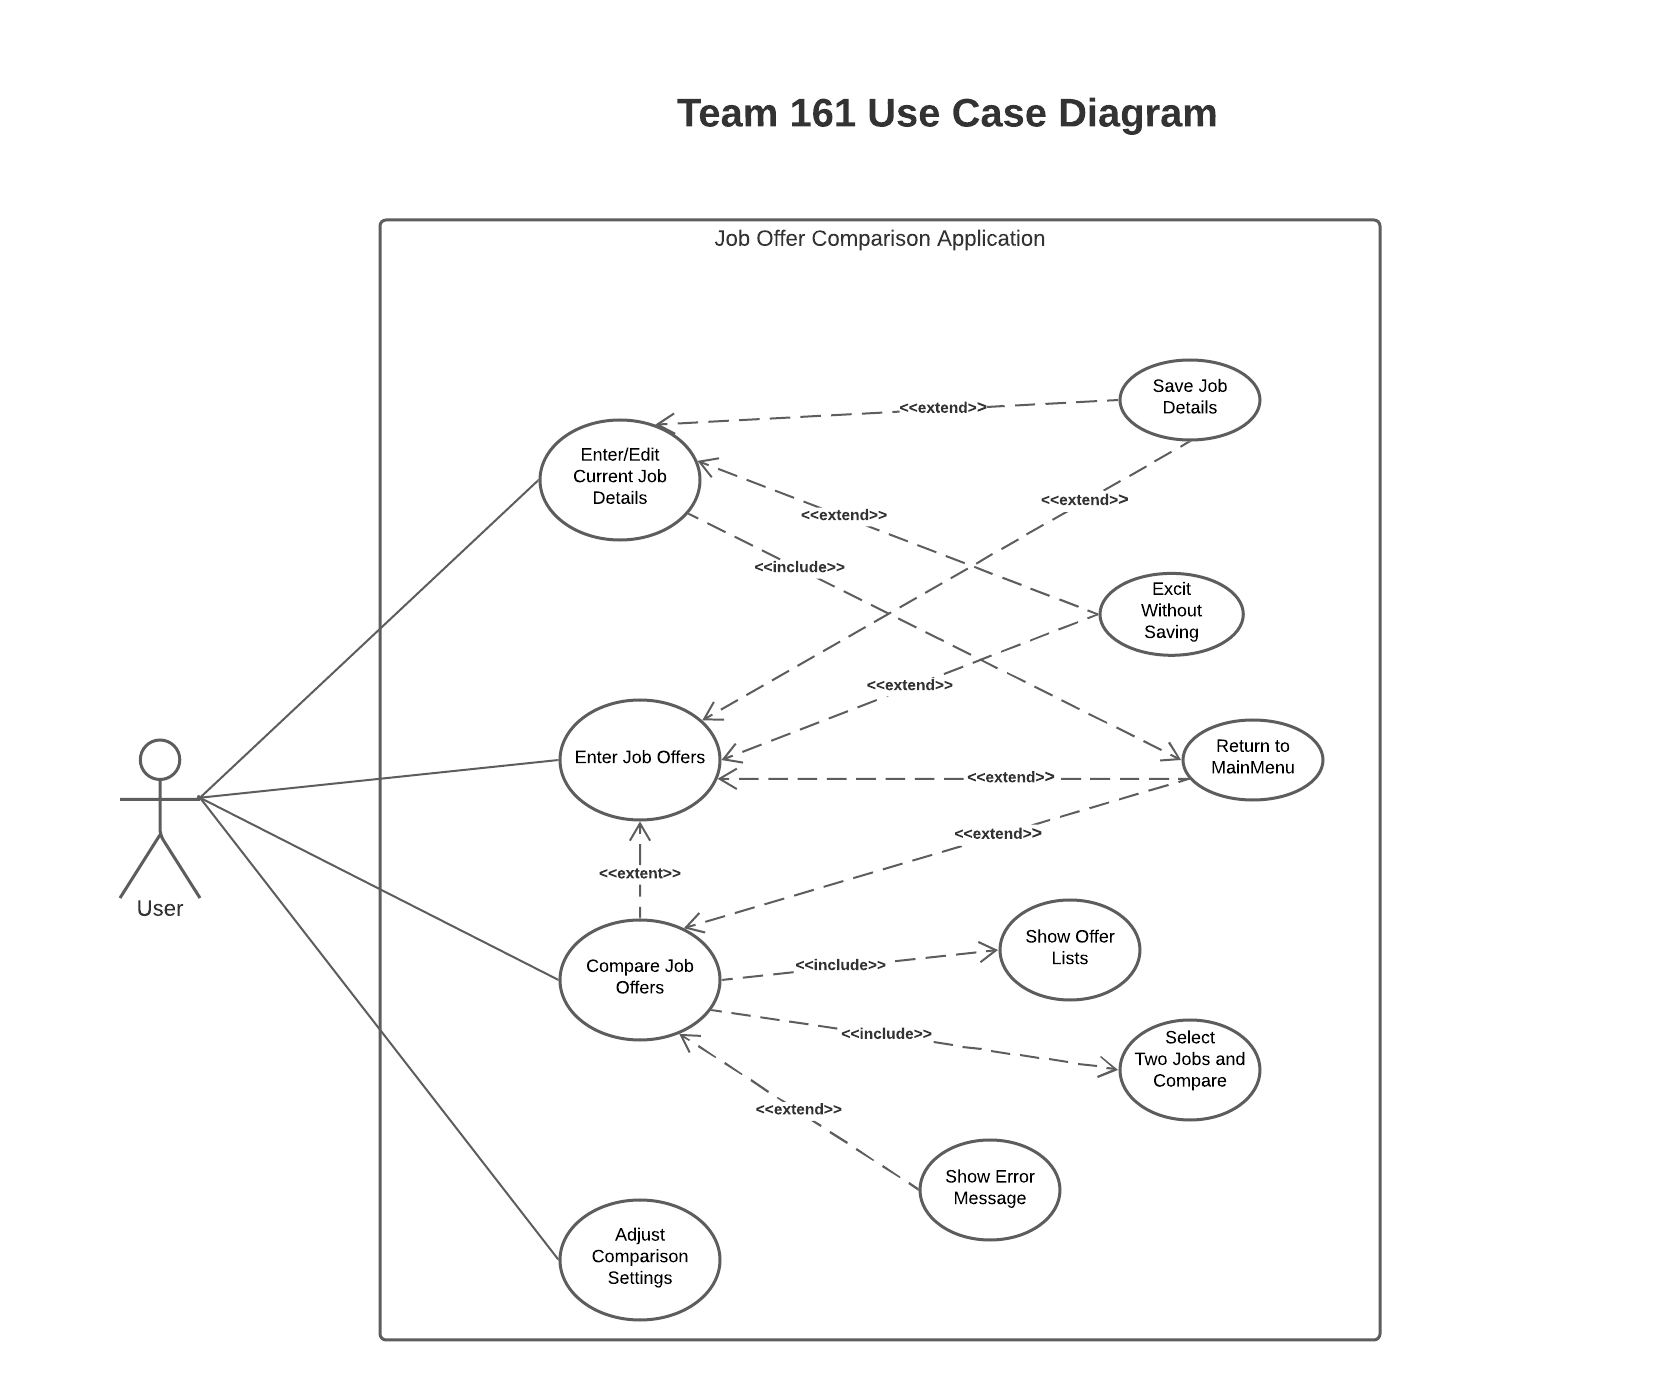 Team 161 Use Case Diagram
Job Offer Comparison Application
Save Job
Details
<<extend>>
Enter/Edit
Current Job
Details
<<extend>>
<<extend>>
<<include>>
Excit
Without
Saving
<<extend>>
Enter Job Offers
Return to
MainMenu
<<extend>>
<<extend>>
<<extent>>
User
Show Offer
Lists
Compare Job
Offers
<<include>>
<<include>>
Select
Two Jobs and
Compare
<<extend>>
Show Error
Message
Adjust
Comparison
Settings